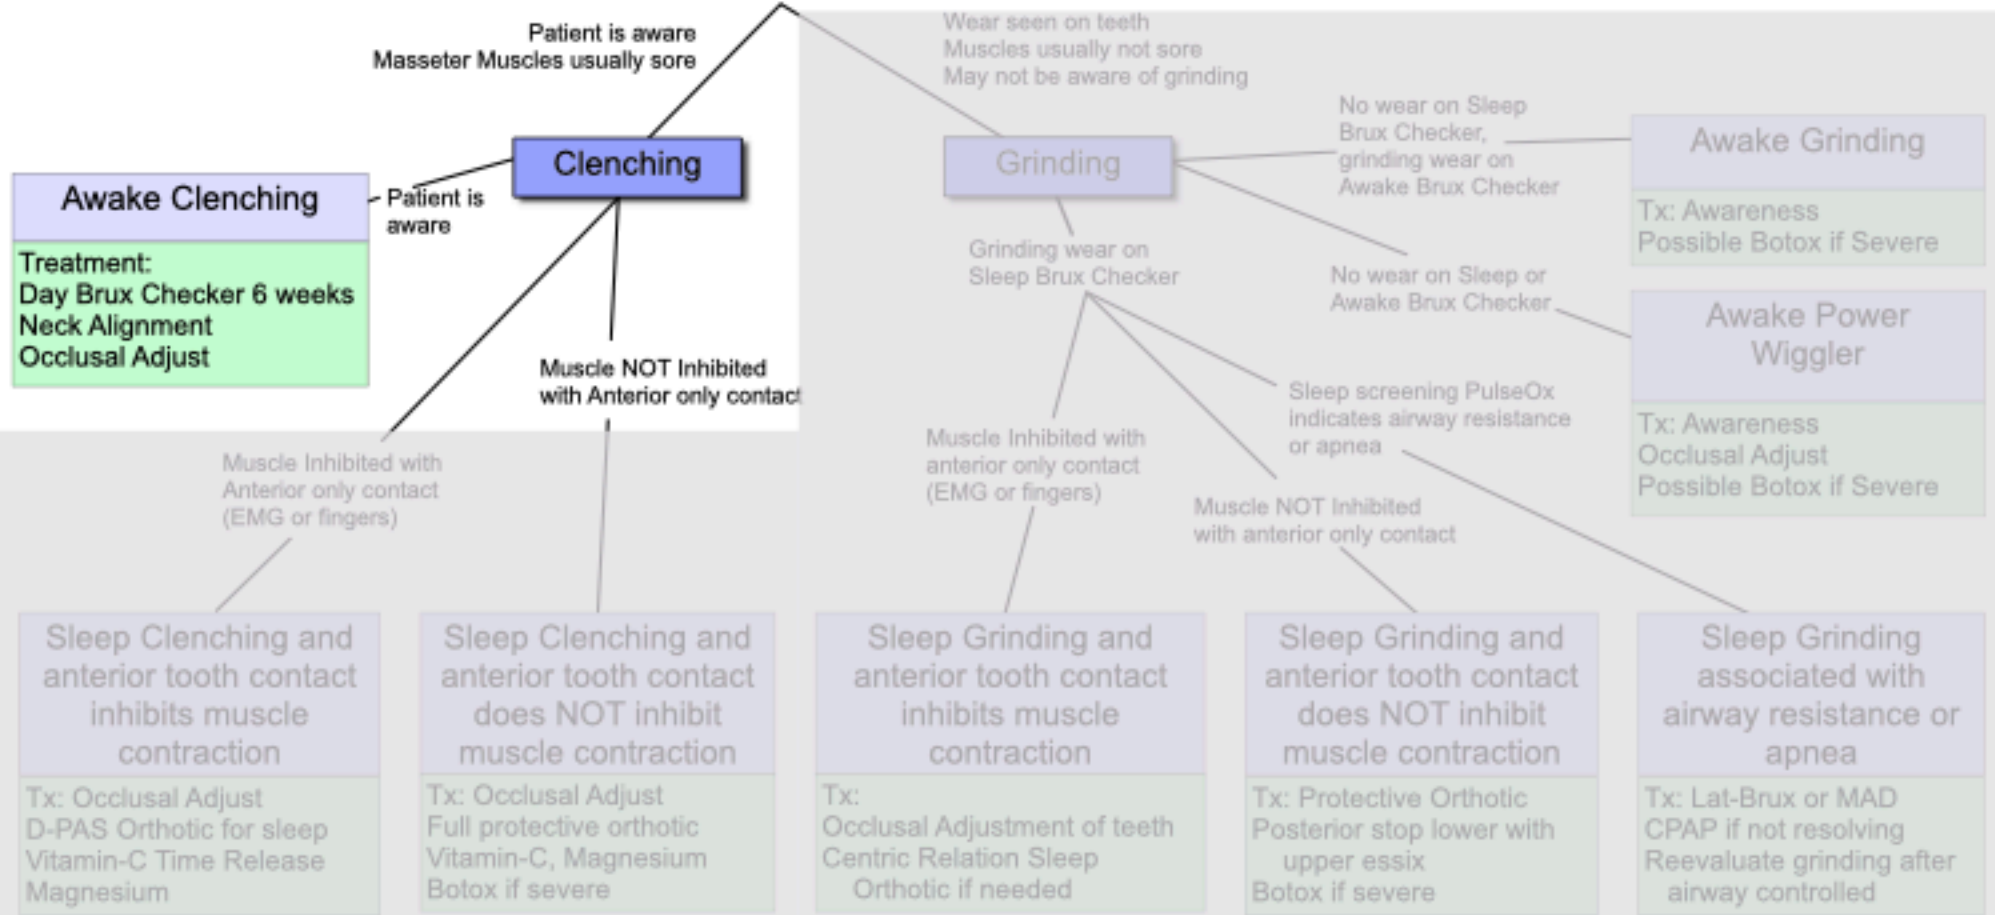 Patient is aware
Masseter Muscles usually sore
Wear seen on teeth
Muscles usually not sore
May not be aware of grinding
Clenching
Grinding
No wear on Sleep
Brux Checker,
grinding wear on
Awake Brux Checker
Awake Grinding
Tx: Awareness
Possible Botox if Severe
Awake Clenching
Patient is
aware
Treatment:
Day Brux Checker 6 weeks
Neck Alignment
Occlusal Adjust
Grinding wear on
Sleep Brux Checker
No wear on Sleep or
Awake Brux Checker
Awake Power
Wiggler
Tx: Awareness
Occlusal Adjust
Possible Botox if Severe
Muscle NOT Inhibited
with Anterior only contact
Sleep screening PulseOx
indicates airway resistance
or apnea
Muscle Inhibited with
Anterior only contact
(EMG or fingers)
Muscle Inhibited with
anterior only contact
(EMG or fingers)
Muscle NOT Inhibited
with anterior only contact
Sleep Clenching and
anterior tooth contact
inhibits muscle
contraction
Tx: Occlusal Adjust
D-PAS Orthotic for sleep
Vitamin-C Time Release
Magnesium
Sleep Clenching and
anterior tooth contact
does NOT inhibit
muscle contraction
Tx: Occlusal Adjust
Full protective orthotic
Vitamin-C, Magnesium
Botox if severe
Sleep Grinding and
anterior tooth contact
inhibits muscle
contraction
Tx:
Occlusal Adjustment of teeth
Centric Relation Sleep
Orthotic if needed
Sleep Grinding and
anterior tooth contact
does NOT inhibit
muscle contraction
Tx: Protective Orthotic
Posterior stop lower with
upper essix
Botox if severe
Sleep Grinding
associated with
airway resistance or
apnea
Tx: Lat-Brux or MAD
CPAP if not resolving
Reevaluate grinding after
airway controlled